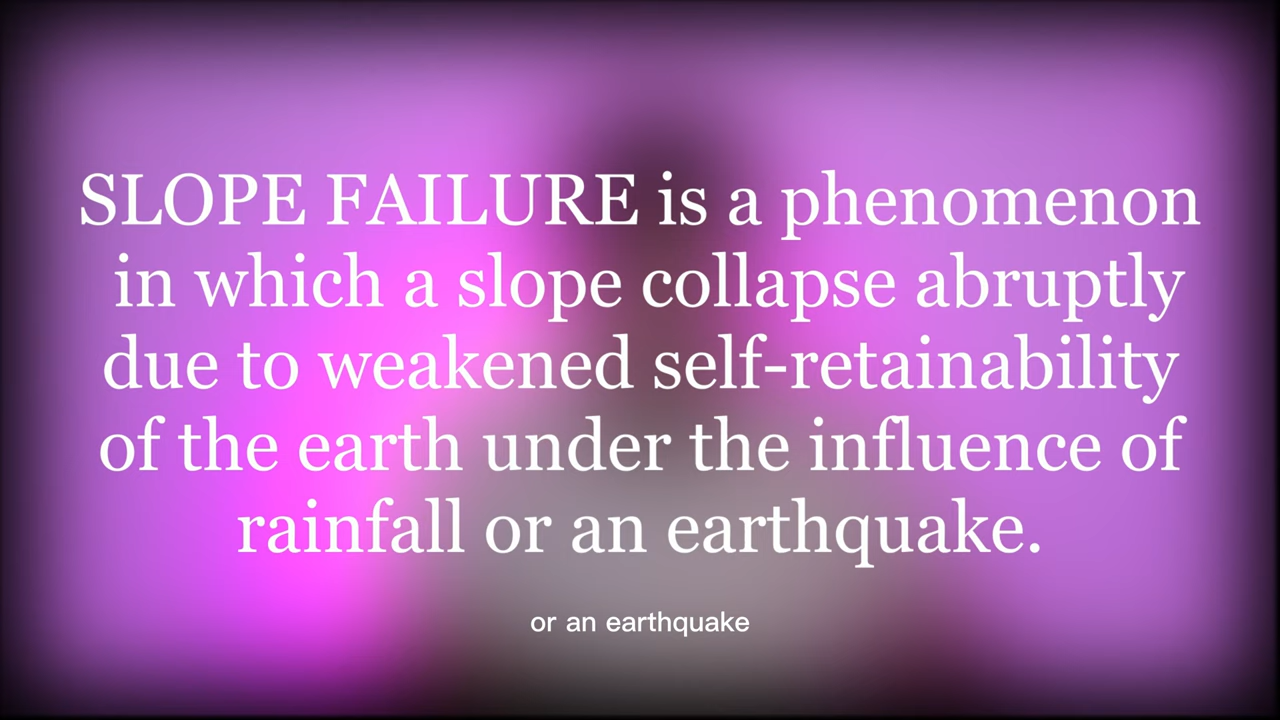 SLOPE FAILURE is a phenomenon
in which a slope collapse abruptly
due to weakened self-retainability
of the earth under the influence of
rainfall or an earthquake.
or an earthquake